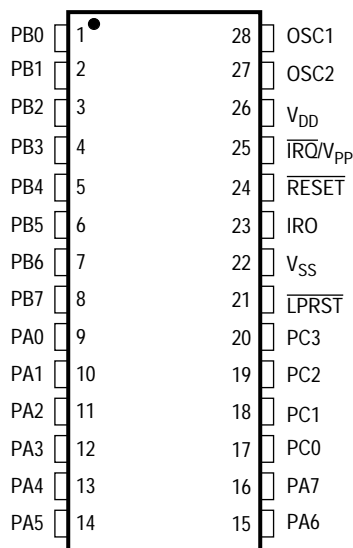 PB0 1 28 OSC1
PB1 2 27 OSC2
PB2 3 26 VDD
PB3 4 25 IRQ/VPP
PB4 5 24 RESET
PB5 6 23 IRO
PB6 7 22 VSS
PB7 8 21 LPRST
PA0 9 20 PC3
PA1 10 19 PC2
PA2 11 18 PC1
PA3 12 17 PC0
PA4 13 16 PA7
PA5 14 15 PA6